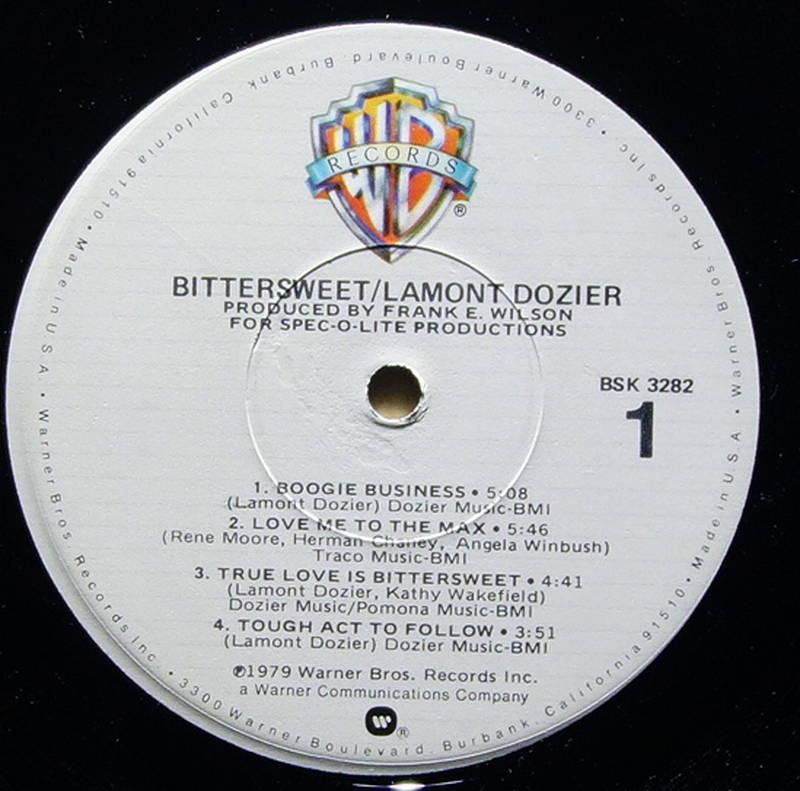 WB
RECORDS
®
BITTERSWEET/LAMONT DOZIER
PRODUCED BY FRANK E. WILSON
FOR SPEC-O-LITE PRODUCTIONS
BSK 3282
1
1. BOOGIE BUSINESS • 5:08
(Lamont Dozier) Dozier Music-BMI
2. LOVE ME TO THE MAX • 5:46
(Rene Moore, Herman Chaney, Angela Winbush)
Traco Music-BMI
3. TRUE LOVE IS BITTERSWEET • 4:41
(Lamont Dozier, Kathy Wakefield)
Dozier Music/Pomona Music-BMI
4. TOUGH ACT TO FOLLOW • 3:51
(Lamont Dozier) Dozier Music-BMI
℗1979 Warner Bros. Records Inc.
a Warner Communications Company
W ®
Made in U.S.A. • Warner Bros. Records Inc. • 3300 Warner Boulevard. Burbank. California 91510 • Made in U.S.A. • Warner Bros. Records Inc. • 3300 Warner Boulevard. Burbank. California 91510 •